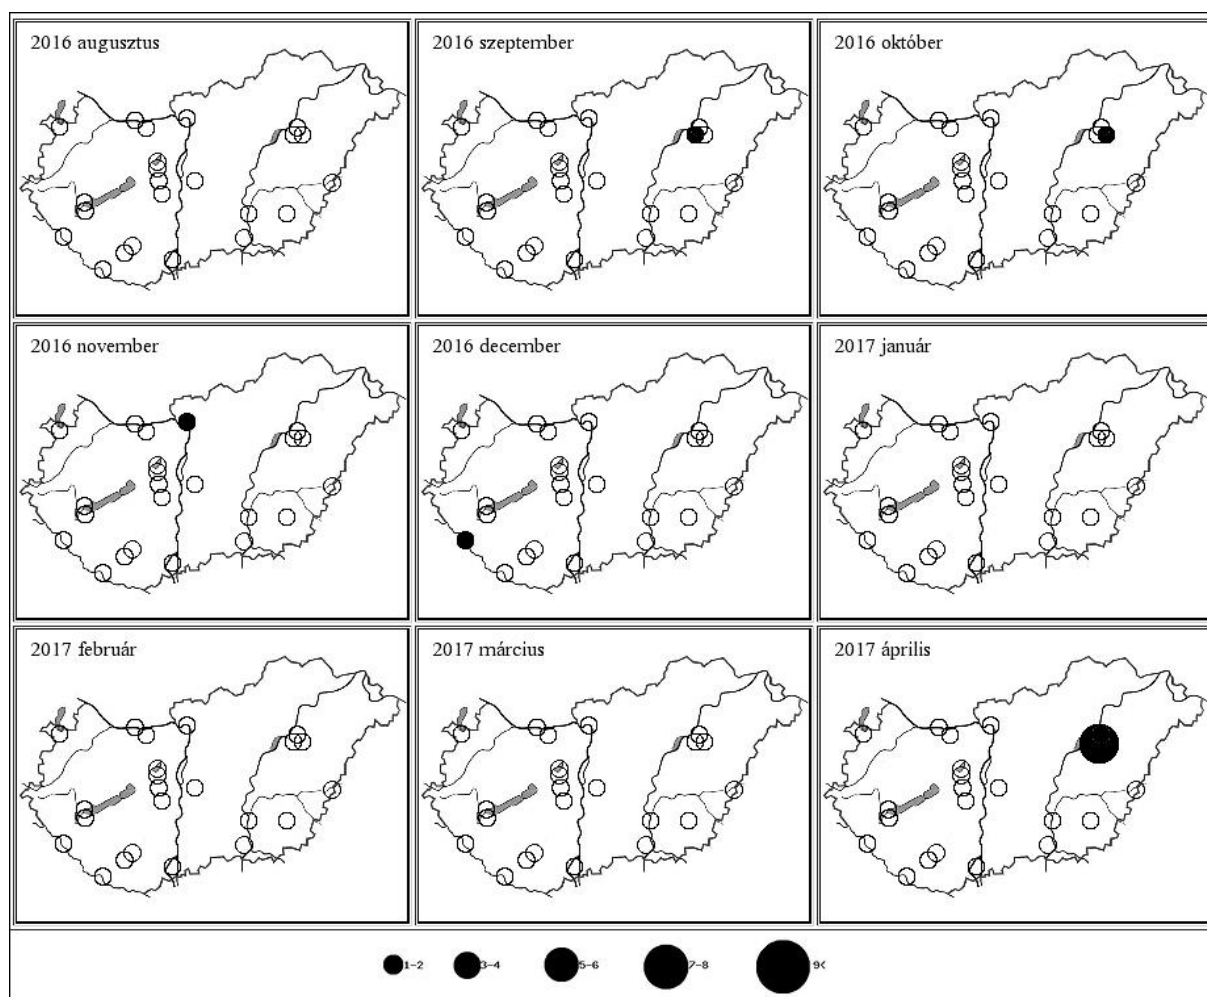 2016 augusztus
2016 szeptember
2016 október
2016 november
2016 december
2017 január
2017 február
2017 március
2017 április
1-2
3-4
5-6
7-8
9<